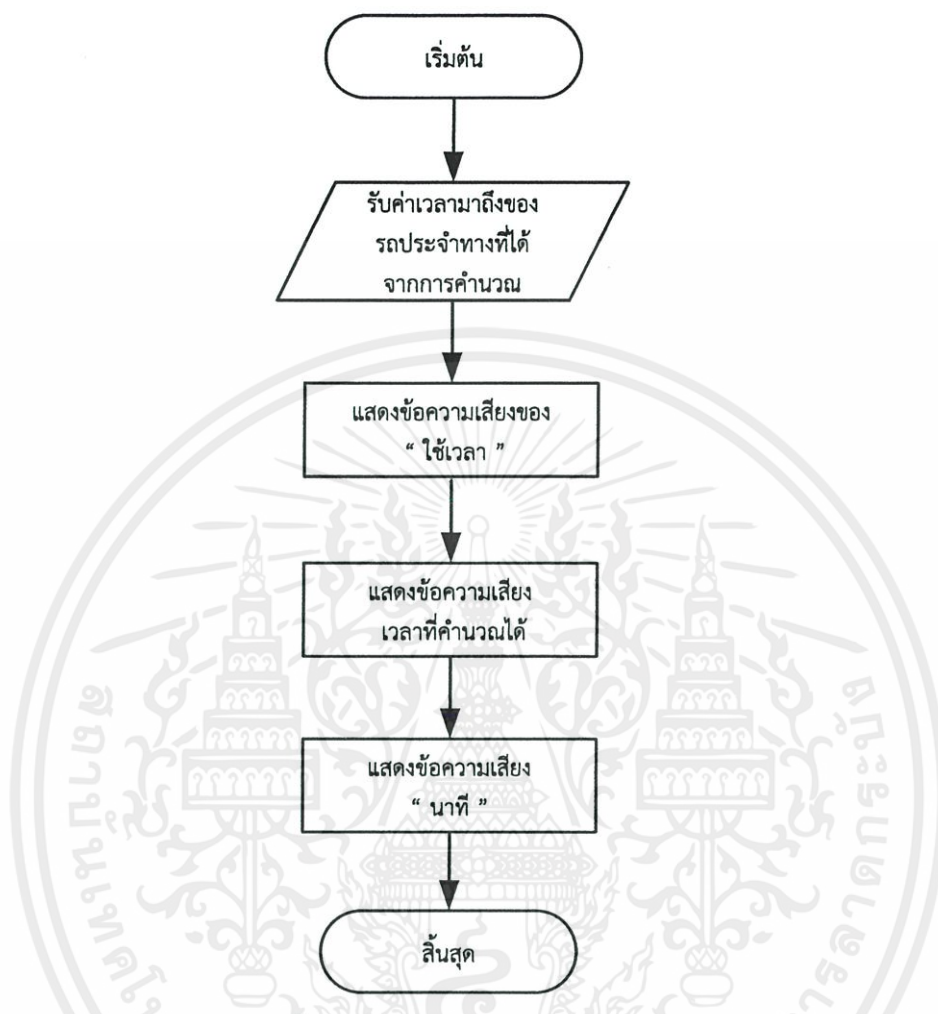 เริ่มต้น
รับค่าเวลามาถึงของ
รถประจำทางที่ได้
จากการคำนวณ
แสดงข้อความเสียงของ
“ ใช้เวลา ”
แสดงข้อความเสียง
เวลาที่คำนวณได้
แสดงข้อความเสียง
“ นาที ”
สิ้นสุด